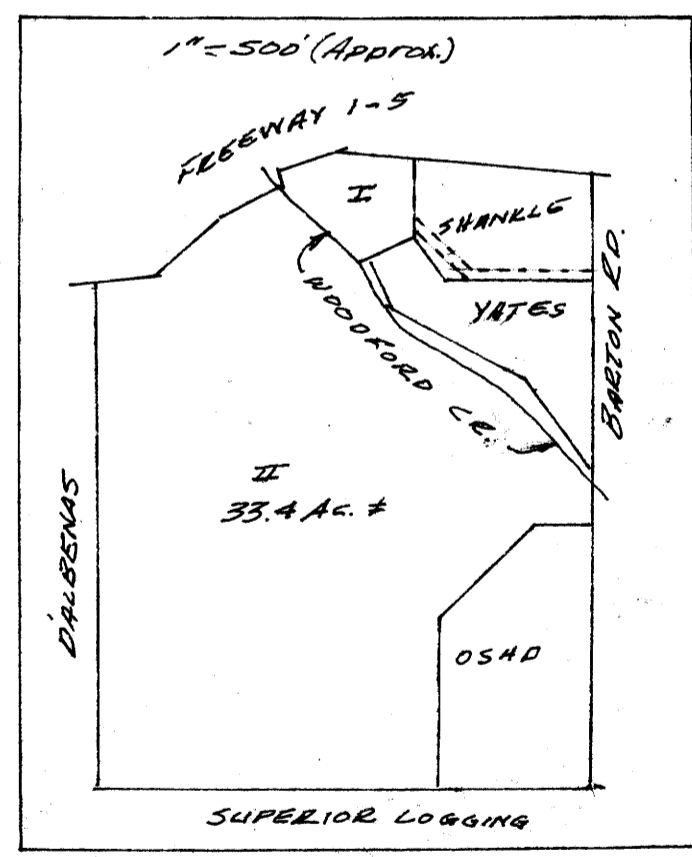 1"=500' (Approx.)
FREEWAY I-5
I
SHANKLE
YATES
BARTON RD.
WOODFORD CR.
II
33.4 Ac. ±
D'ALBENAS
OSHD
SUPERIOR LOGGING